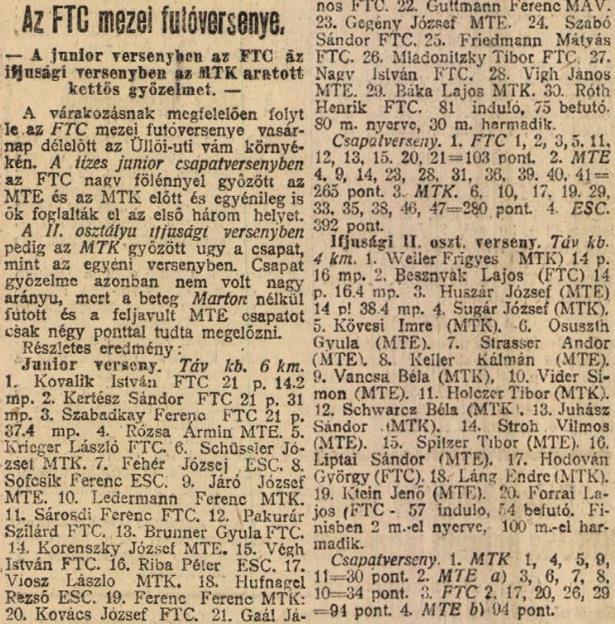 Az FTC mezei futóversenye.
— A junior versenyben az FTC az
ifjusági versenyben az MTK aratott
kettős győzelmet. —
A várakozásnak megfelelően folyt
le az FTC mezei futóversenye vasár-
nap délelőtt az Üllői-uti vám környé-
kén. A tizes junior csapatversenyben
az FTC nagy fölénnyel győzött az
MTE és az MTK előtt és egyénileg is
ők foglalták el az első három helyet.
A II. osztályu ifjusági versenyben
pedig az MTK győzött ugy a csapat,
mint az egyéni versenyben. Csapat
győzelme azonban nem volt nagy
arányu, mert a beteg Marton nélkül
futott és a feljavult MTE csapatot
csak négy ponttal tudta megelőzni.
Részletes eredmény:
Junior verseny. Táv kb. 6 km.
1. Kovalik István FTC 21 p. 14.2
mp. 2. Kertész Sándor FTC 21 p. 31
mp. 3. Szabadkay Ferenc FTC 21 p.
37.4 mp. 4. Rózsa Ármin MTE. 5.
Krieger László FTC. 6. Schüssler Jó-
zsef MTK. 7. Fehér József ESC. 8.
Sofcsik Ferenc ESC. 9. Járó József
MTE. 10. Ledermann Ferenc MTK.
11. Sárosdi Ferenc FTC. 12. Pakurár
Szilárd FTC. 13. Brunner Gyula FTC.
14. Korenszky József MTE. 15. Végh
István FTC. 16. Riba Péter ESC. 17.
Viosz László MTK. 18. Hufnagel
Rezső ESC. 19. Ferenc Ferenc MTK:
20. Kovács József FTC. 21. Gaál Já-
nos FTC. 22. Guttmann Ferenc MÁV.
23. Gegény József MTE. 24. Szabó
Sándor FTC. 25. Friedmann Mátyás
FTC. 26. Mladonitzky Tibor FTC. 27.
Nagy István FTC. 28. Vigh János
MTE. 29. Báka Lajos MTK. 30. Róth
Henrik FTC. 81 induló, 75 befutó.
80 m. nyerve, 30 m. harmadik.
Csapatverseny. 1. FTC 1, 2, 3, 5, 11.
12, 13, 15. 20, 21=103 pont. 2. MTE
4, 9, 14, 23, 28, 31, 36, 39. 40, 41=
265 pont. 3. MTK. 6, 10, 17, 19. 29,
33, 35, 38, 46, 47=280 pont. 4. ESC.
392 pont.
Ifjusági II. oszt. verseny. Táv kb.
4 km. 1. Weiler Frigyes MTK) 14 p.
16 mp. 2. Besznyák Lajos (FTC) 14
p. 16.4 mp. 3. Huszár József (MTE)
14 p! 38.4 mp. 4. Sugár József (MTK).
5. Kövesi Imre (MTK). 6. Osuszth
Gyula (MTE). 7. Strasser Andor
(MTE). 8. Keller Kálmán (MTE).
9. Vancsa Béla (MTK), 10. Vider Si-
mon (MTE). 11. Holczer Tibor (MTK).
12. Schwarcz Béla (MTK). 13. Juhász
Sándor (MTK). 14. Stroh Vilmos
(MTE). 15. Spitzer Tibor (MTE). 16.
Liptai Sándor (MTE). 17. Hodován
György (FTC). 18. Láng Endre (MTK).
19. Klein Jenő (MTE). 20. Forrai La-
jos (FTC - 57 induló, 54 befutó. Fi-
nisben 2 m.-el nyerve, 100 m.-el har-
madik.
Csapatverseny. 1. MTK 1, 4, 5, 9,
11=30 pont. 2. MTE a) 3, 6, 7, 8,
10=34 pont. 3. FTC 2, 17, 20, 26, 29
=94 pont. 4. MTE b) 94 pont.